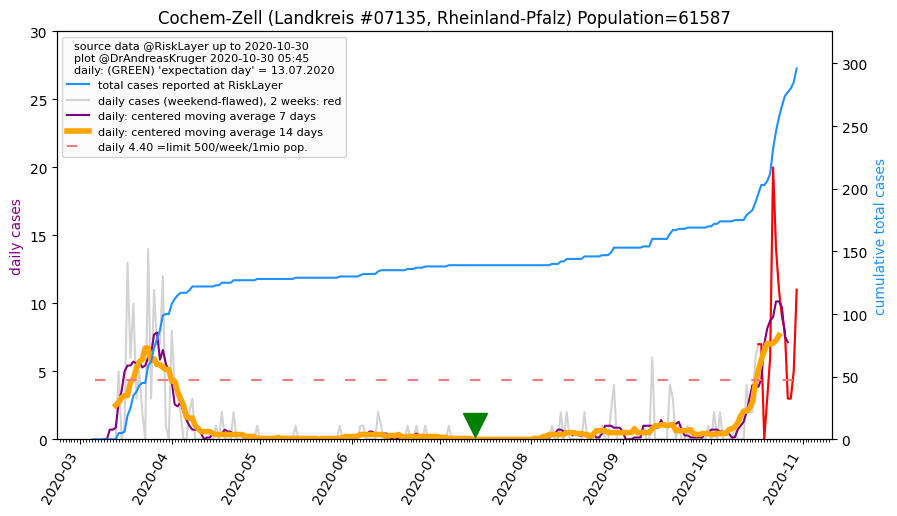 Cochem-Zell (Landkreis #07135, Rheinland-Pfalz) Population=61587
source data @RiskLayer up to 2020-10-30
plot @DrAndreasKruger 2020-10-30 05:45
daily: (GREEN) 'expectation day' = 13.07.2020
total cases reported at RiskLayer
daily cases (weekend-flawed), 2 weeks: red
daily: centered moving average 7 days
daily: centered moving average 14 days
daily 4.40 =limit 500/week/1mio pop.
daily cases
30
25
20
15
10
5
0
cumulative total cases
300
250
200
150
100
50
0
2020-03
2020-04
2020-05
2020-06
2020-07
2020-08
2020-09
2020-10
2020-11